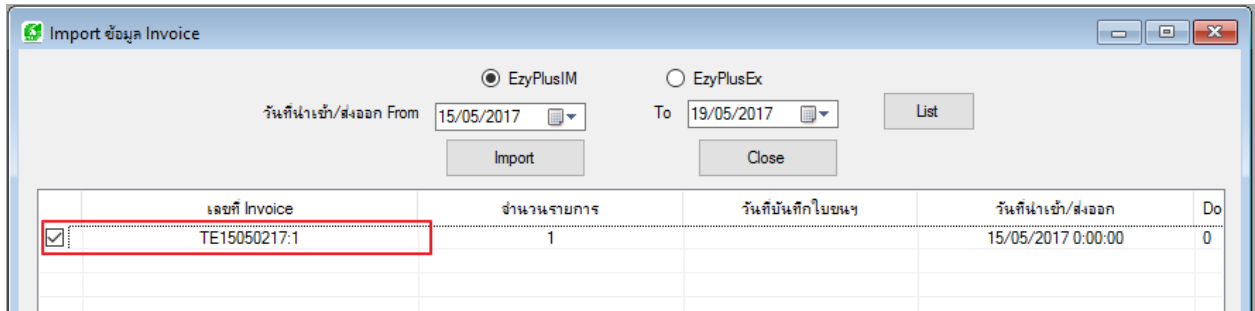 Import ข้อมูล Invoice
EzyPlusIM EzyPlusEx
วันที่นำเข้า/ส่งออก From 15/05/2017 To 19/05/2017 List
Import Close
เลขที่ Invoice จำนวนรายการ วันที่บันทึกใบขนฯ วันที่นำเข้า/ส่งออก Do
TE15050217:1 1 15/05/2017 0:00:00 0